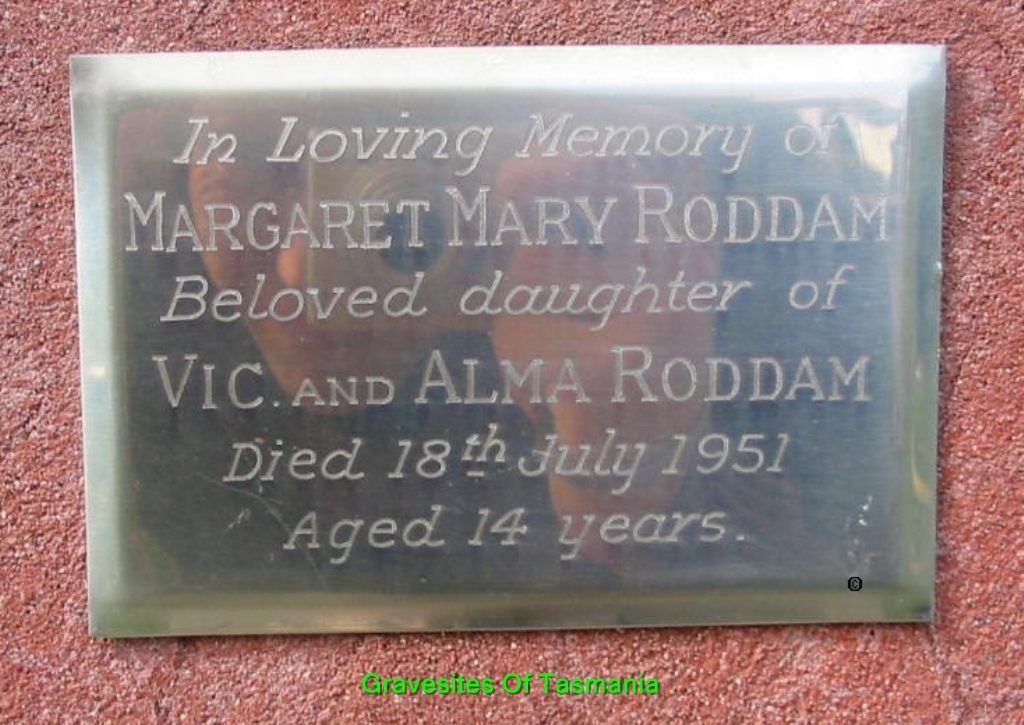 In Loving Memory of
MARGARET MARY RODDAM
Beloved daughter of
VIC. AND ALMA RODDAM
Died 18th July 1951
Aged 14 years.
©
Gravesites Of Tasmania